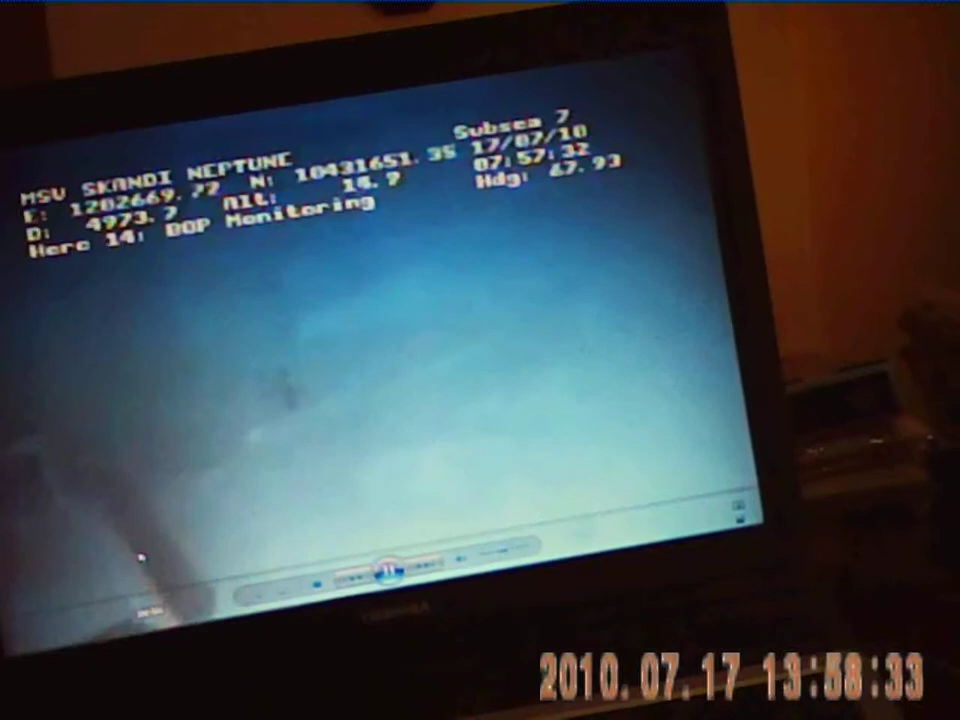 MSV SKANDI NEPTUNE Subsea 7
E: 1202669.72 N: 10431651.35 17/07/10
D: 4973.7 Alt: 14.7 07:57:32
Hdg: 67.93
Herc 14: BOP Monitoring
TOSHIBA
2010.07.17 13:58:33